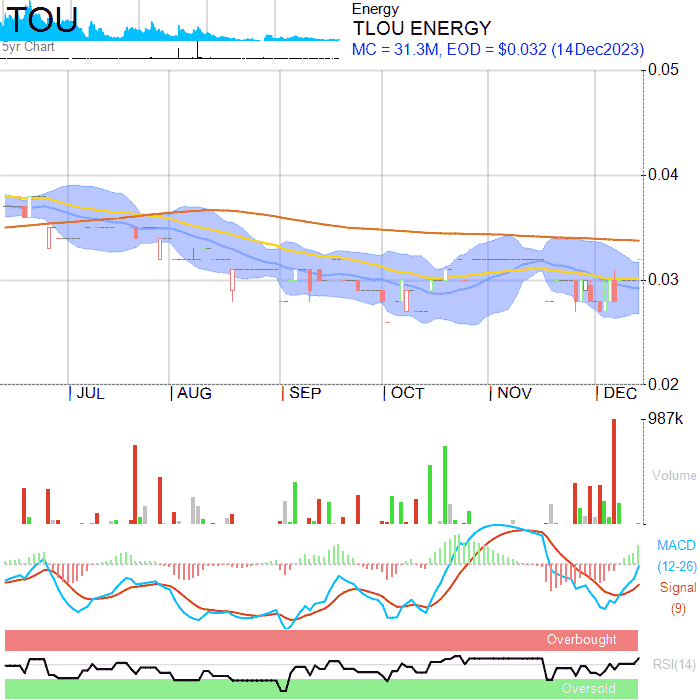 TOU
5yr Chart
Energy
TLOU ENERGY
MC = 31.3M, EOD = $0.032 (14Dec2023)
0.05
0.04
0.03
0.02
JUL AUG SEP OCT NOV DEC
987k
Volume
MACD
(12-26)
Signal
(9)
Overbought
RSI(14)
Oversold